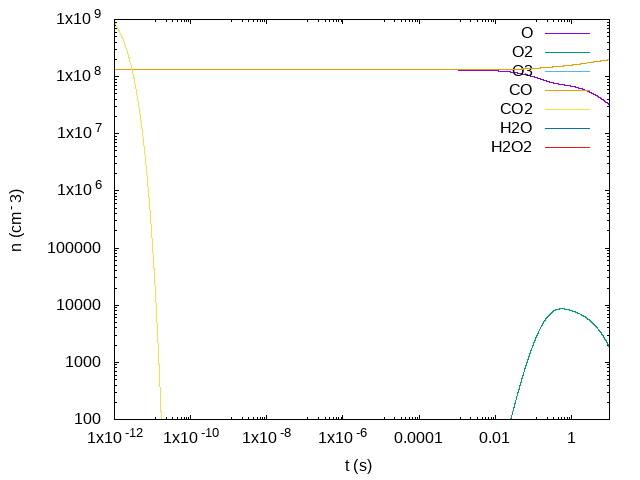 1x10^9
1x10^8
1x10^7
1x10^6
100000
10000
1000
100
n (cm^-3)
O
O2
O3
CO
CO2
H2O
H2O2
1x10^-12
1x10^-10
1x10^-8
1x10^-6
0.0001
0.01
1
t (s)